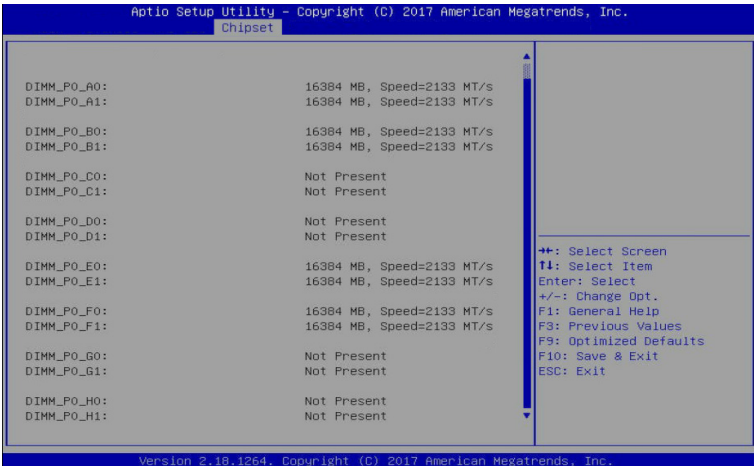 Aptio Setup Utility – Copyright (C) 2017 American Megatrends, Inc.
Chipset
DIMM_P0_A0: 16384 MB, Speed=2133 MT/s
DIMM_P0_A1: 16384 MB, Speed=2133 MT/s
DIMM_P0_B0: 16384 MB, Speed=2133 MT/s
DIMM_P0_B1: 16384 MB, Speed=2133 MT/s
DIMM_P0_C0: Not Present
DIMM_P0_C1: Not Present
DIMM_P0_D0: Not Present
DIMM_P0_D1: Not Present
DIMM_P0_E0: 16384 MB, Speed=2133 MT/s
DIMM_P0_E1: 16384 MB, Speed=2133 MT/s
DIMM_P0_F0: 16384 MB, Speed=2133 MT/s
DIMM_P0_F1: 16384 MB, Speed=2133 MT/s
DIMM_P0_G0: Not Present
DIMM_P0_G1: Not Present
DIMM_P0_H0: Not Present
DIMM_P0_H1: Not Present
→←: Select Screen
↑↓: Select Item
Enter: Select
+/-: Change Opt.
F1: General Help
F3: Previous Values
F9: Optimized Defaults
F10: Save & Exit
ESC: Exit
Version 2.18.1264. Copyright (C) 2017 American Megatrends, Inc.